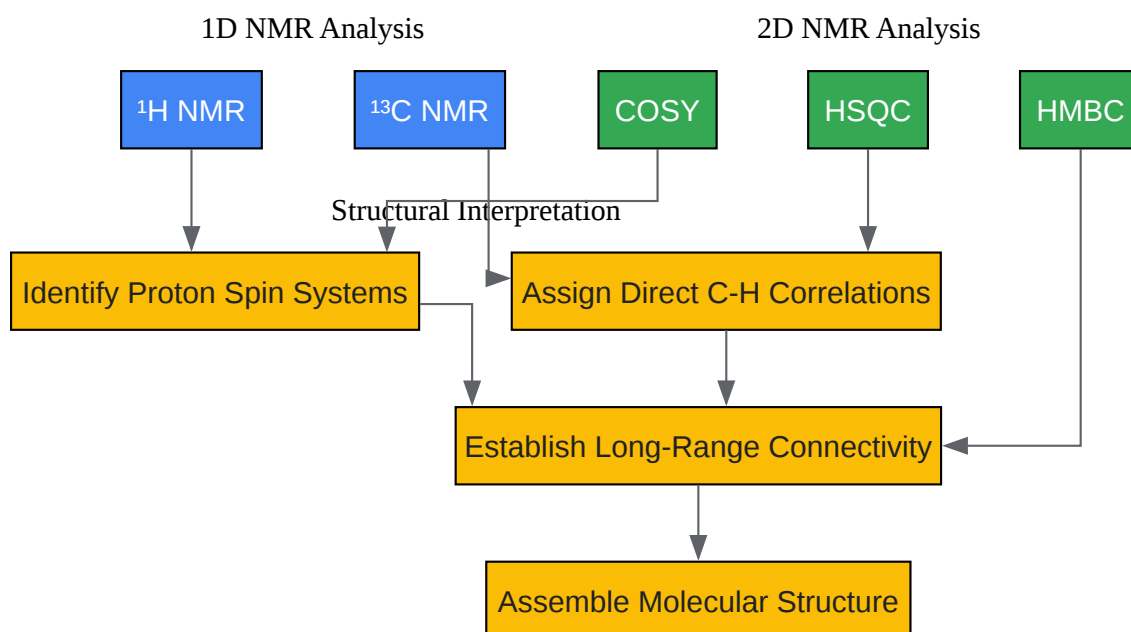 1D NMR Analysis
2D NMR Analysis
¹H NMR
¹³C NMR
COSY
HSQC
HMBC
Structural Interpretation
Identify Proton Spin Systems
Assign Direct C-H Correlations
Establish Long-Range Connectivity
Assemble Molecular Structure